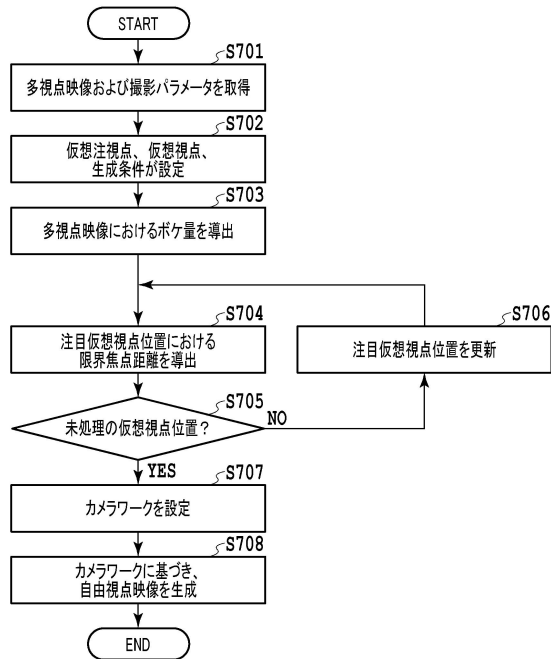 START
S701
多視点映像および撮影パラメータを取得
S702
仮想注視点、仮想視点、
生成条件が設定
S703
多視点映像におけるボケ量を導出
S704
注目仮想視点位置における
限界焦点距離を導出
S706
注目仮想視点位置を更新
S705
未処理の仮想視点位置？
NO
YES
S707
カメラワークを設定
S708
カメラワークに基づき、
自由視点映像を生成
END